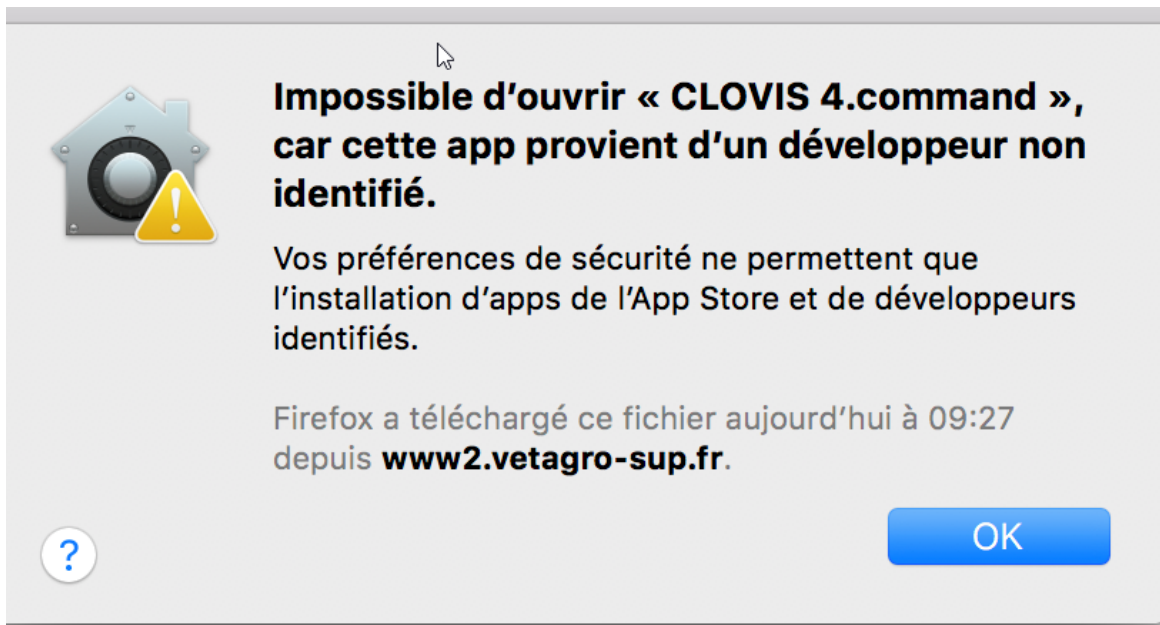 Impossible d'ouvrir « CLOVIS 4.command »,
car cette app provient d’un développeur non
identifié.
Vos préférences de sécurité ne permettent que
l’installation d’apps de l’App Store et de développeurs
identifiés.
Firefox a téléchargé ce fichier aujourd’hui à 09:27
depuis www2.vetagro-sup.fr.
OK
?